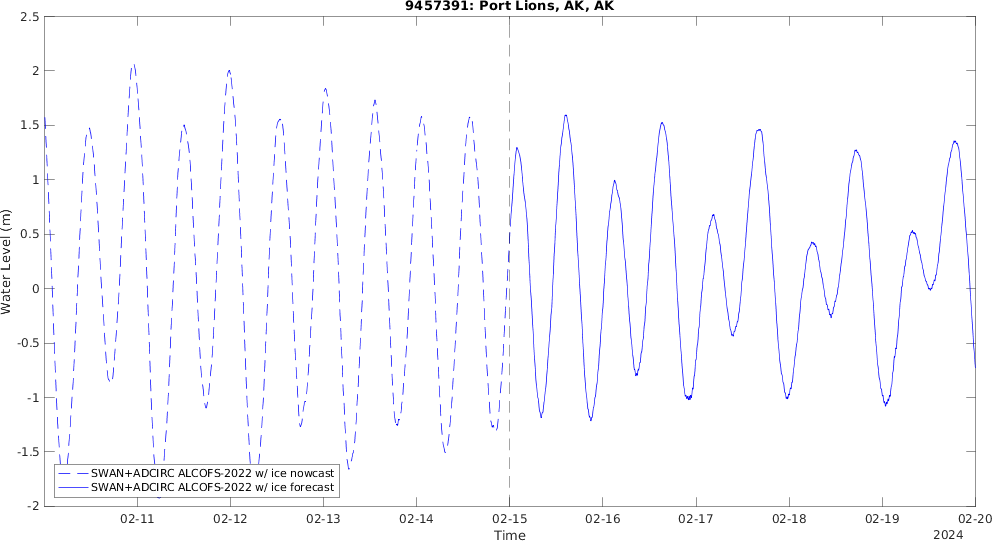 9457391: Port Lions, AK, AK
Water Level (m)
2.5
2
1.5
1
0.5
0
-0.5
-1
-1.5
-2
SWAN+ADCIRC ALCOFS-2022 w/ ice nowcast
SWAN+ADCIRC ALCOFS-2022 w/ ice forecast
02-11 02-12 02-13 02-14 02-15 02-16 02-17 02-18 02-19 02-20
Time
2024